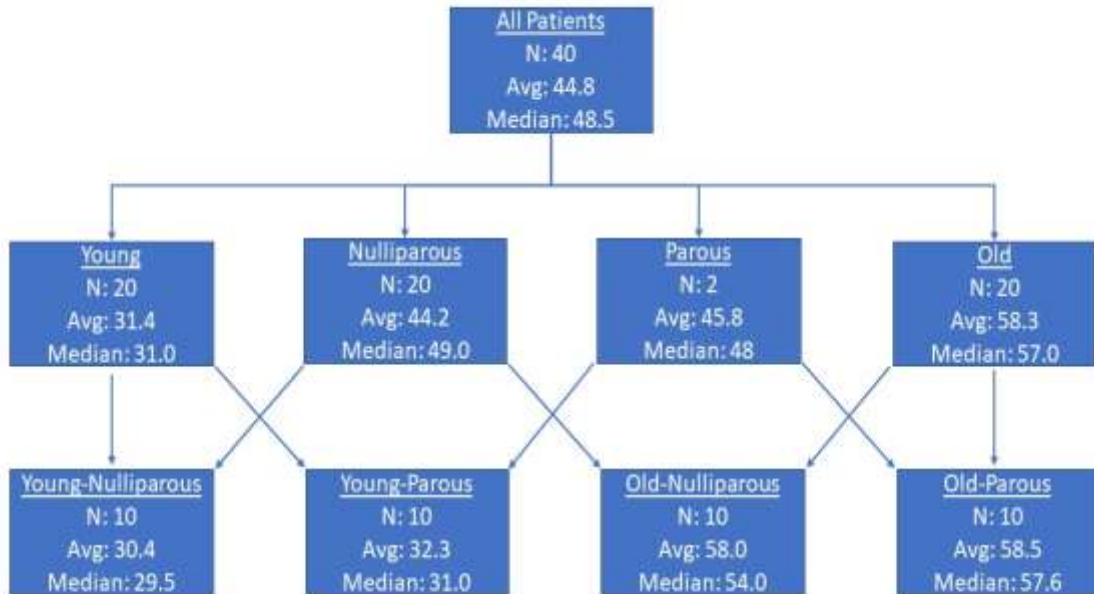 All Patients
N: 40
Avg: 44.8
Median: 48.5
Young
N: 20
Avg: 31.4
Median: 31.0
Nulliparous
N: 20
Avg: 44.2
Median: 49.0
Parous
N: 2
Avg: 45.8
Median: 48
Old
N: 20
Avg: 58.3
Median: 57.0
Young-Nulliparous
N: 10
Avg: 30.4
Median: 29.5
Young-Parous
N: 10
Avg: 32.3
Median: 31.0
Old-Nulliparous
N: 10
Avg: 58.0
Median: 54.0
Old-Parous
N: 10
Avg: 58.5
Median: 57.6